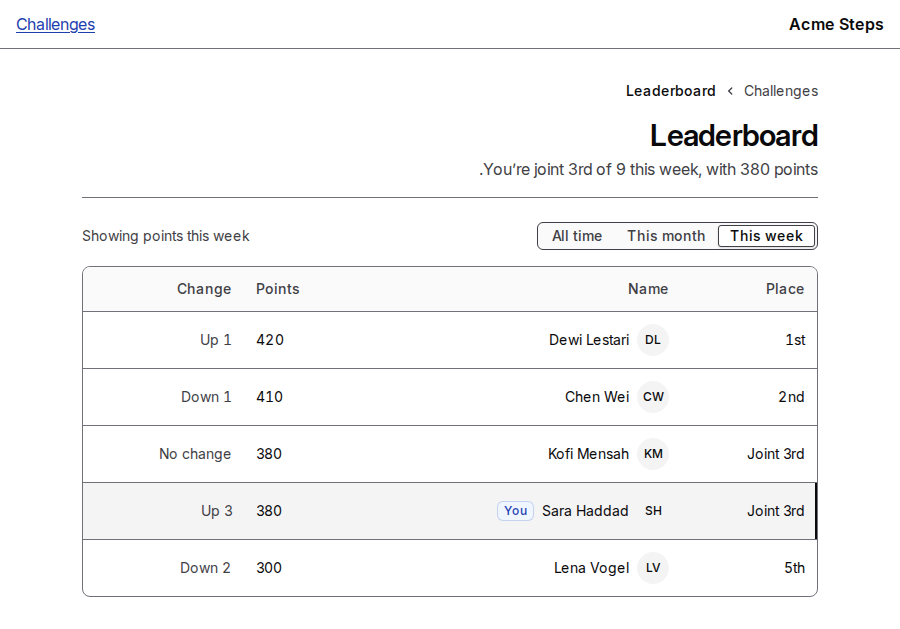 Challenges Acme Steps
Leaderboard ‹ Challenges
Leaderboard
.You’re joint 3rd of 9 this week, with 380 points
Showing points this week All time This month This week
Change Points Name Place
Up 1 420 Dewi Lestari DL 1st
Down 1 410 Chen Wei CW 2nd
No change 380 Kofi Mensah KM Joint 3rd
Up 3 380 You Sara Haddad SH Joint 3rd
Down 2 300 Lena Vogel LV 5th